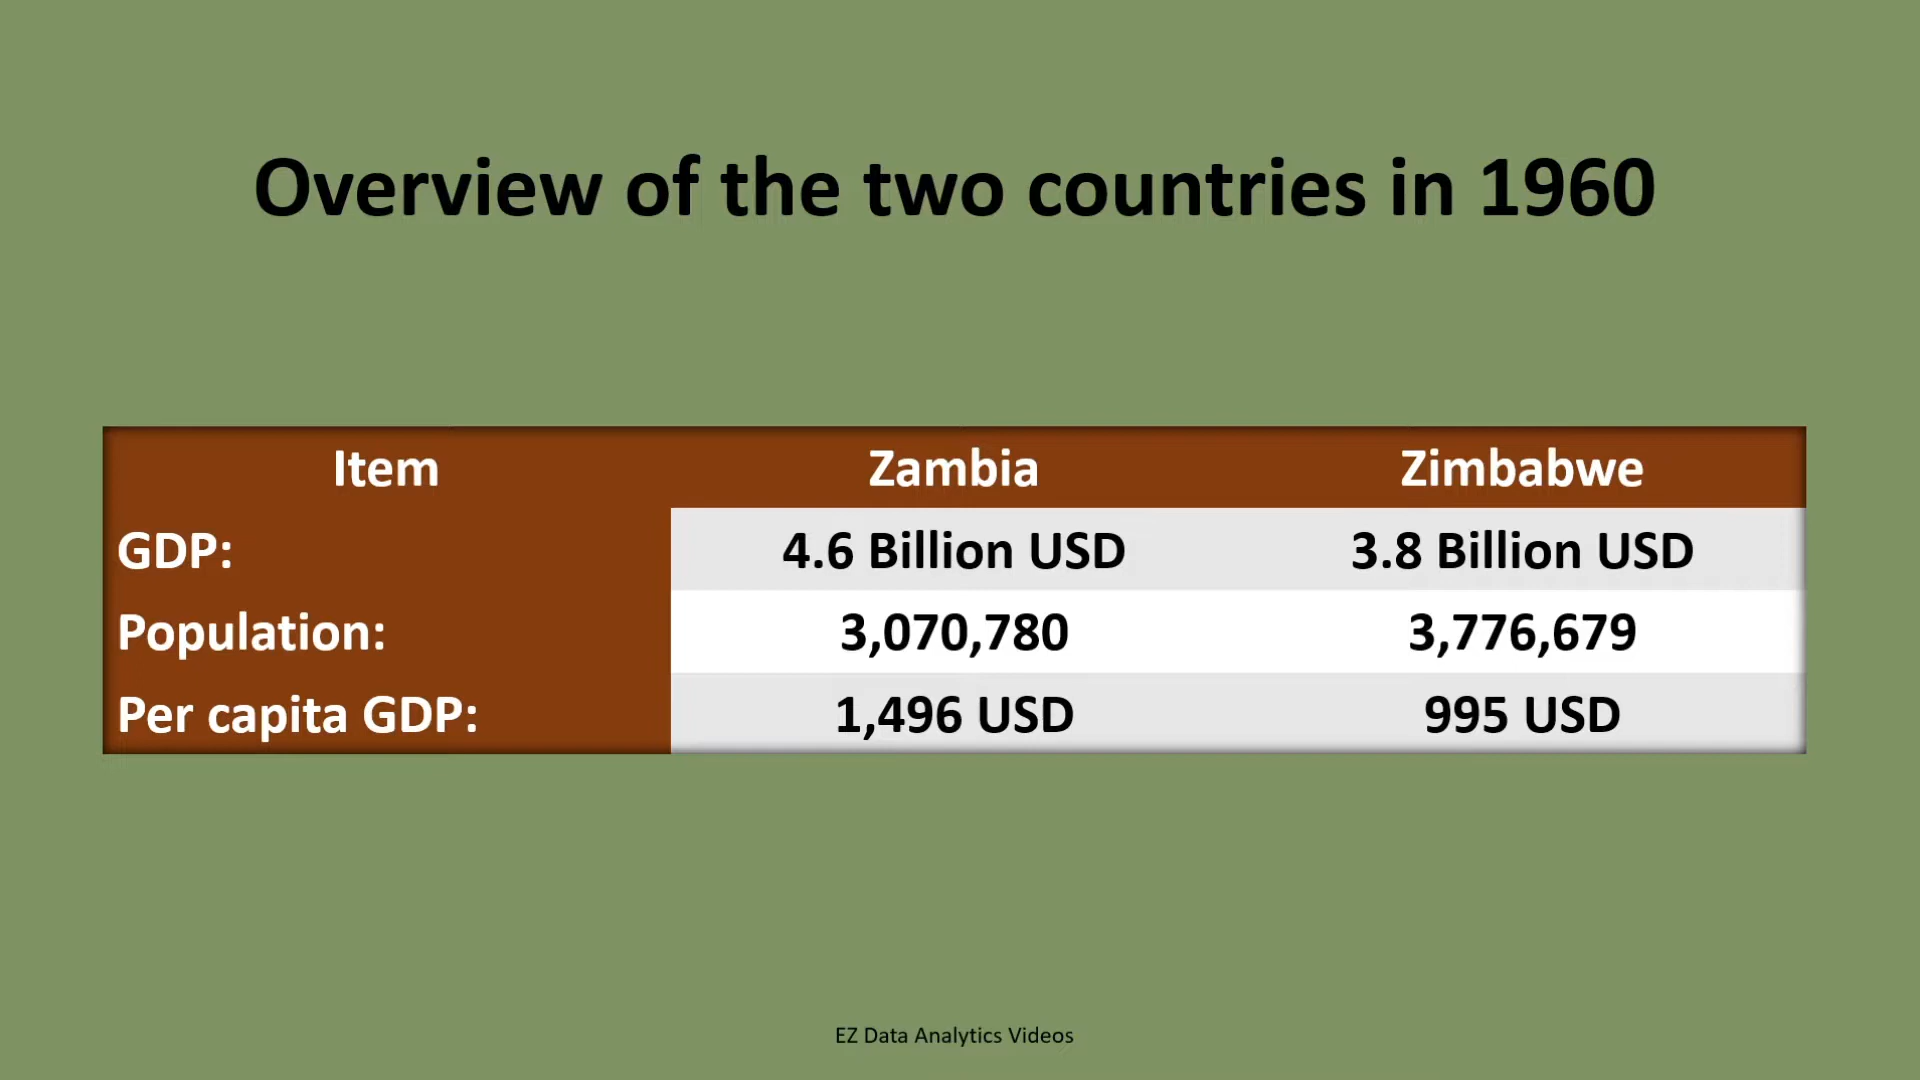 Overview of the two countries in 1960
Item Zambia Zimbabwe
GDP: 4.6 Billion USD 3.8 Billion USD
Population: 3,070,780 3,776,679
Per capita GDP: 1,496 USD 995 USD
EZ Data Analytics Videos